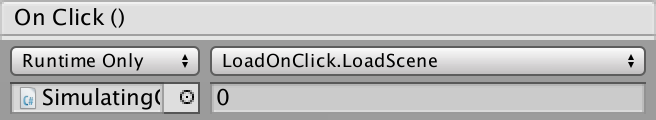 On Click ()
Runtime Only LoadOnClick.LoadScene
C# Simulating 0